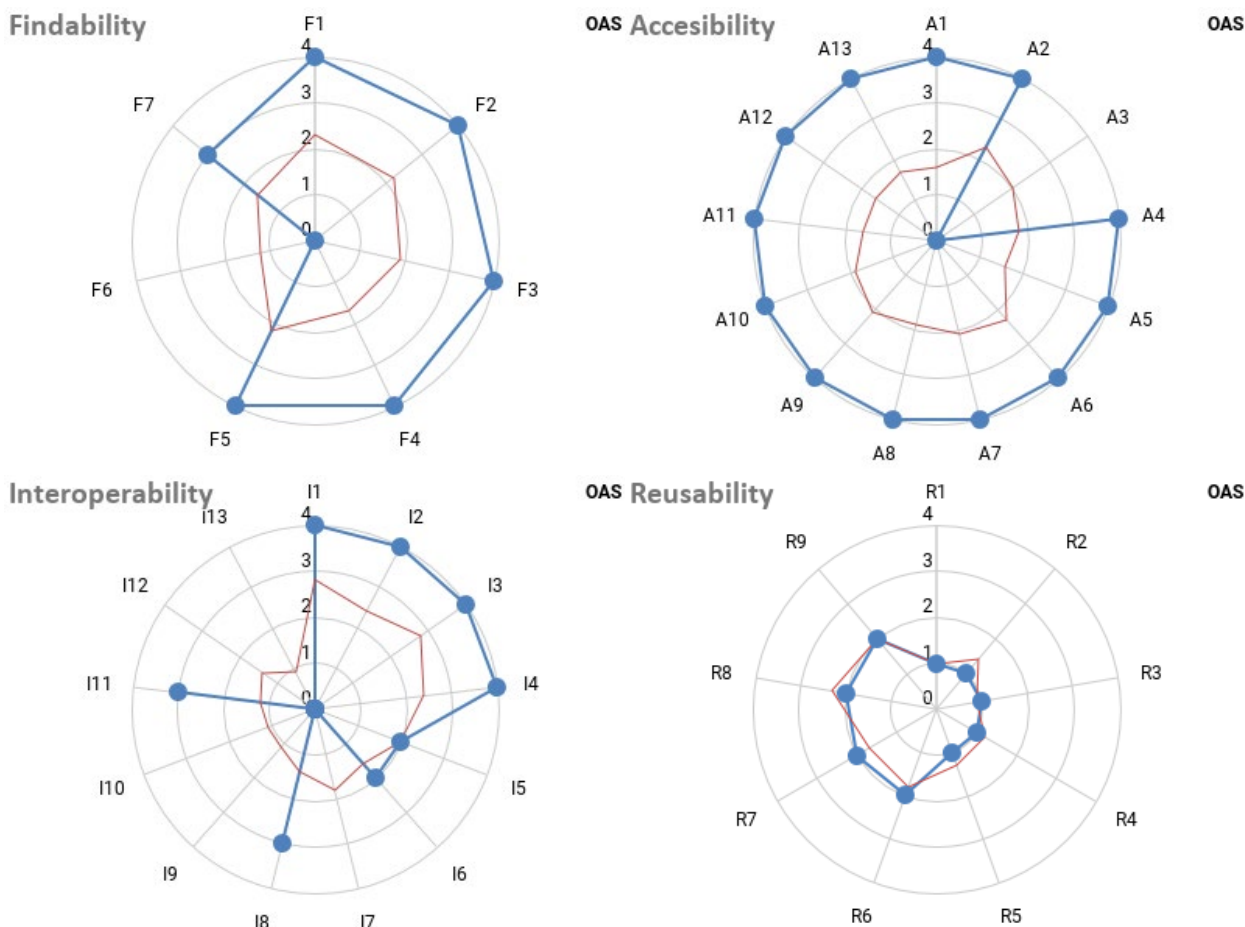 Findability
F1
OAS
4
3
2
1
0
F2
F3
F4
F5
F6
F7
Accesibility
A1
OAS
4
3
2
1
0
A2
A3
A4
A5
A6
A7
A8
A9
A10
A11
A12
A13
Interoperability
I1
OAS
4
3
2
1
0
I2
I3
I4
I5
I6
I7
I8
I9
I10
I11
I12
I13
Reusability
R1
OAS
4
3
2
1
0
R2
R3
R4
R5
R6
R7
R8
R9